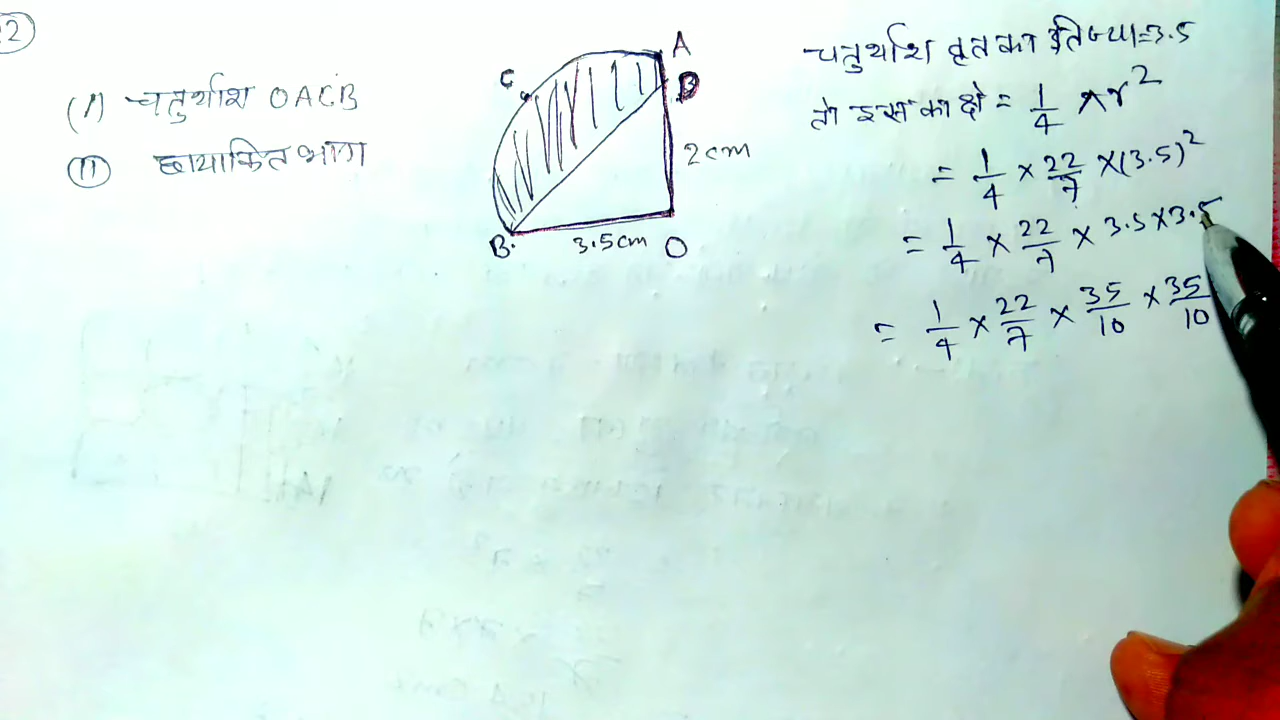 22
(I) चतुर्थांश OACB
(II) छायांकित भाग
A
C
D
2cm
B
3.5cm
O
चतुर्थांश वृत का त्रिज्या=3.5
तो इसका क्षे = 1/4 πr²
= 1/4 × 22/7 ×(3.5)²
= 1/4 × 22/7 × 3.5×3.5
= 1/4 × 22/7 × 35/10 × 35/10